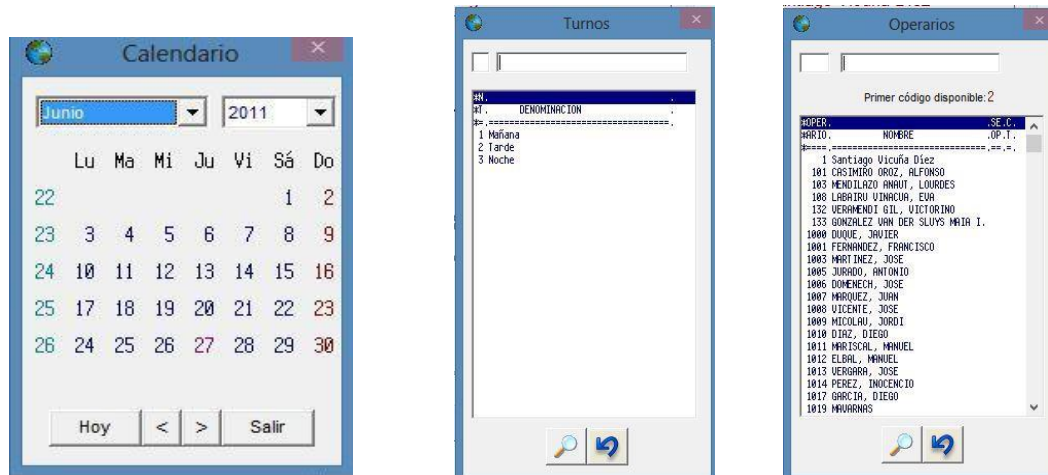 Calendario
Junio 2011
Lu Ma Mi Ju Vi Sá Do
22 1 2
23 3 4 5 6 7 8 9
24 10 11 12 13 14 15 16
25 17 18 19 20 21 22 23
26 24 25 26 27 28 29 30
Hoy < > Salir
Turnos
*N. .
*T. DENOMINACION :
*=.====================================.
1 Mañana
2 Tarde
3 Noche
Operarios
Primer código disponible: 2
*OPER. .SE.C.
*ARIO. NOMBRE .OP.T.
*====.==============================.==.=.
1 Santiago Vicuña Díez
101 CASIMIRO OROZ, ALFONSO
103 MENDILAZO ANAUT, LOURDES
108 LABAIRU VINACUA, EVA
132 VERAMENDI GIL, VICTORINO
133 GONZALEZ VAN DER SLUYS MAIA I.
1000 DUQUE, JAVIER
1001 FERNANDEZ, FRANCISCO
1003 MARTINEZ, JOSE
1005 JURADO, ANTONIO
1006 DOMENECH, JOSE
1007 MARQUEZ, JUAN
1008 VICENTE, JOSE
1009 MICOLAU, JORDI
1010 DIAZ, DIEGO
1011 MARISCAL, MANUEL
1012 ELBAL, MANUEL
1013 VERGARA, JOSE
1014 PEREZ, INOCENCIO
1017 GARCIA, DIEGO
1019 MAVARNAS